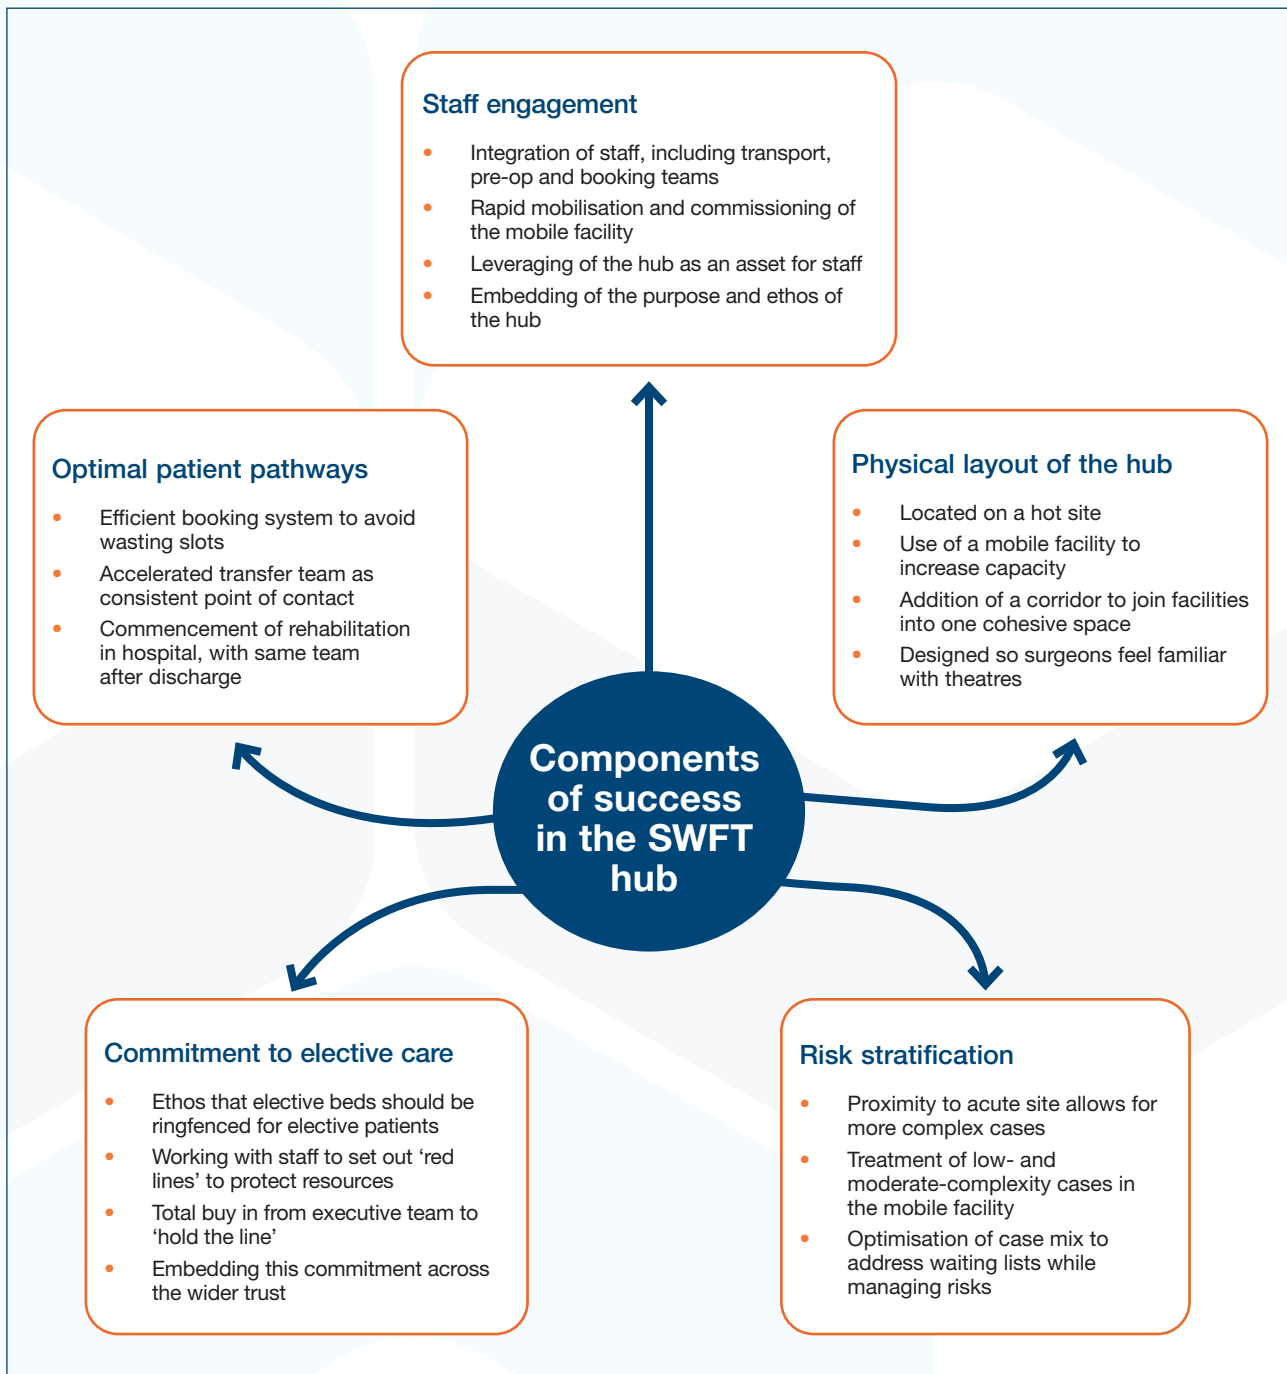 Staff engagement
• Integration of staff, including transport,
pre-op and booking teams
• Rapid mobilisation and commissioning of
the mobile facility
• Leveraging of the hub as an asset for staff
• Embedding of the purpose and ethos of
the hub
Optimal patient pathways
• Efficient booking system to avoid
wasting slots
• Accelerated transfer team as
consistent point of contact
• Commencement of rehabilitation
in hospital, with same team
after discharge
Physical layout of the hub
• Located on a hot site
• Use of a mobile facility to
increase capacity
• Addition of a corridor to join facilities
into one cohesive space
• Designed so surgeons feel familiar
with theatres
Components
of success
in the SWFT
hub
Commitment to elective care
• Ethos that elective beds should be
ringfenced for elective patients
• Working with staff to set out ‘red
lines’ to protect resources
• Total buy in from executive team to
‘hold the line’
• Embedding this commitment across
the wider trust
Risk stratification
• Proximity to acute site allows for
more complex cases
• Treatment of low- and
moderate-complexity cases in
the mobile facility
• Optimisation of case mix to
address waiting lists while
managing risks